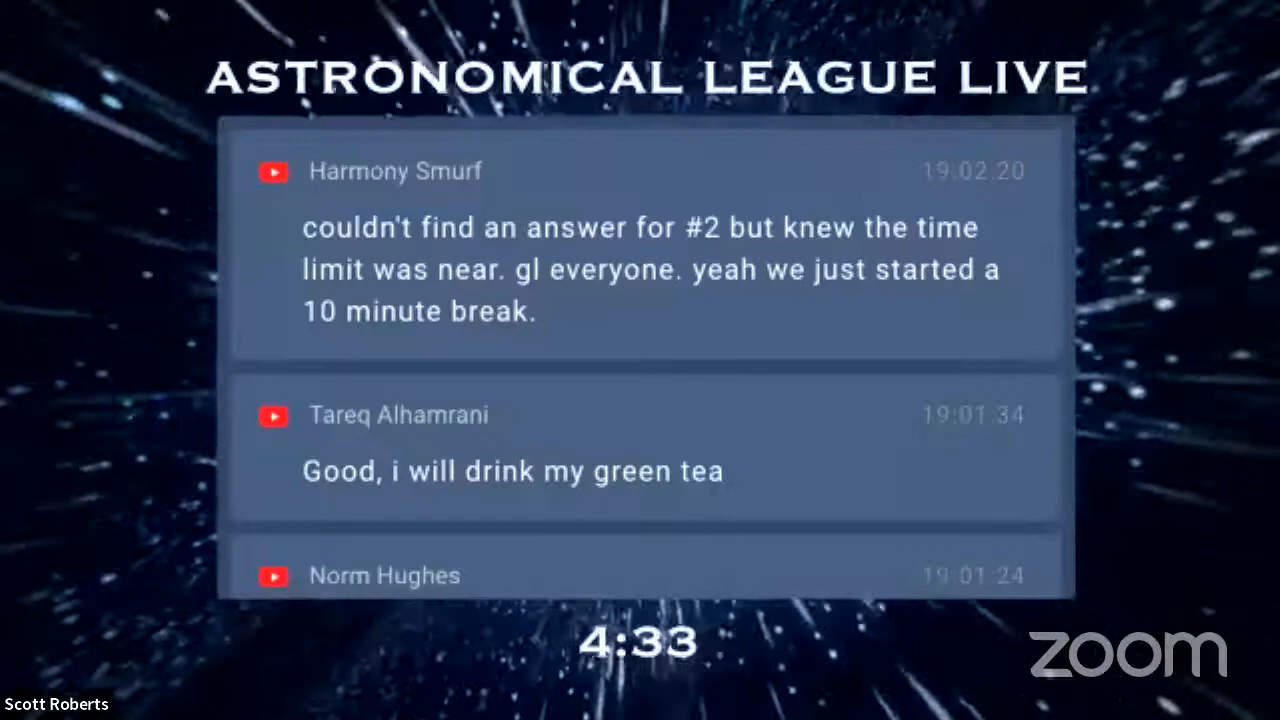 ASTRONOMICAL LEAGUE LIVE
Harmony Smurf 19:02:20
couldn't find an answer for #2 but knew the time
limit was near. gl everyone. yeah we just started a
10 minute break.
Tareq Alhamrani 19:01:34
Good, i will drink my green tea
Norm Hughes 19:01:24
4:33
zoom
Scott Roberts